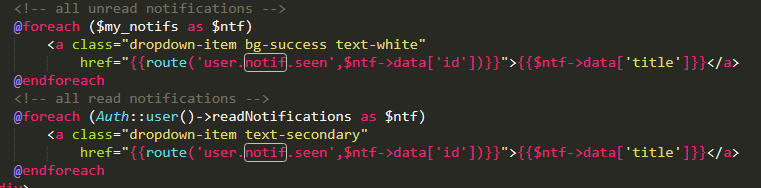 <!-- all unread notifications -->
@foreach ($my_notifs as $ntf)
<a class="dropdown-item bg-success text-white"
href="{{route('user.notif.seen',$ntf->data['id'])}}">{{$ntf->data['title']}}</a>
@endforeach
<!-- all read notifications -->
@foreach (Auth::user()->readNotifications as $ntf)
<a class="dropdown-item text-secondary"
href="{{route('user.notif.seen',$ntf->data['id'])}}">{{$ntf->data['title']}}</a>
@endforeach